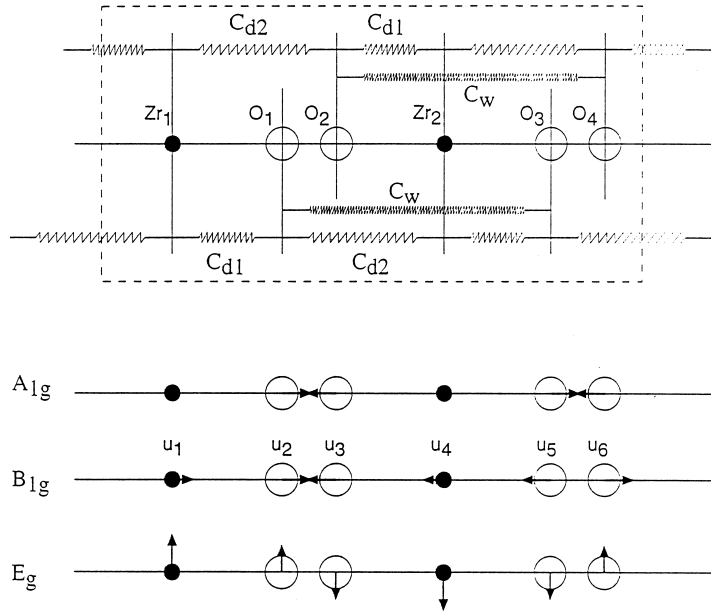 C_d2 C_d1
C_w
Zr_1 O_1 O_2 Zr_2 O_3 O_4
C_w
C_d1 C_d2
A_1g
u_1 u_2 u_3 u_4 u_5 u_6
B_1g
E_g